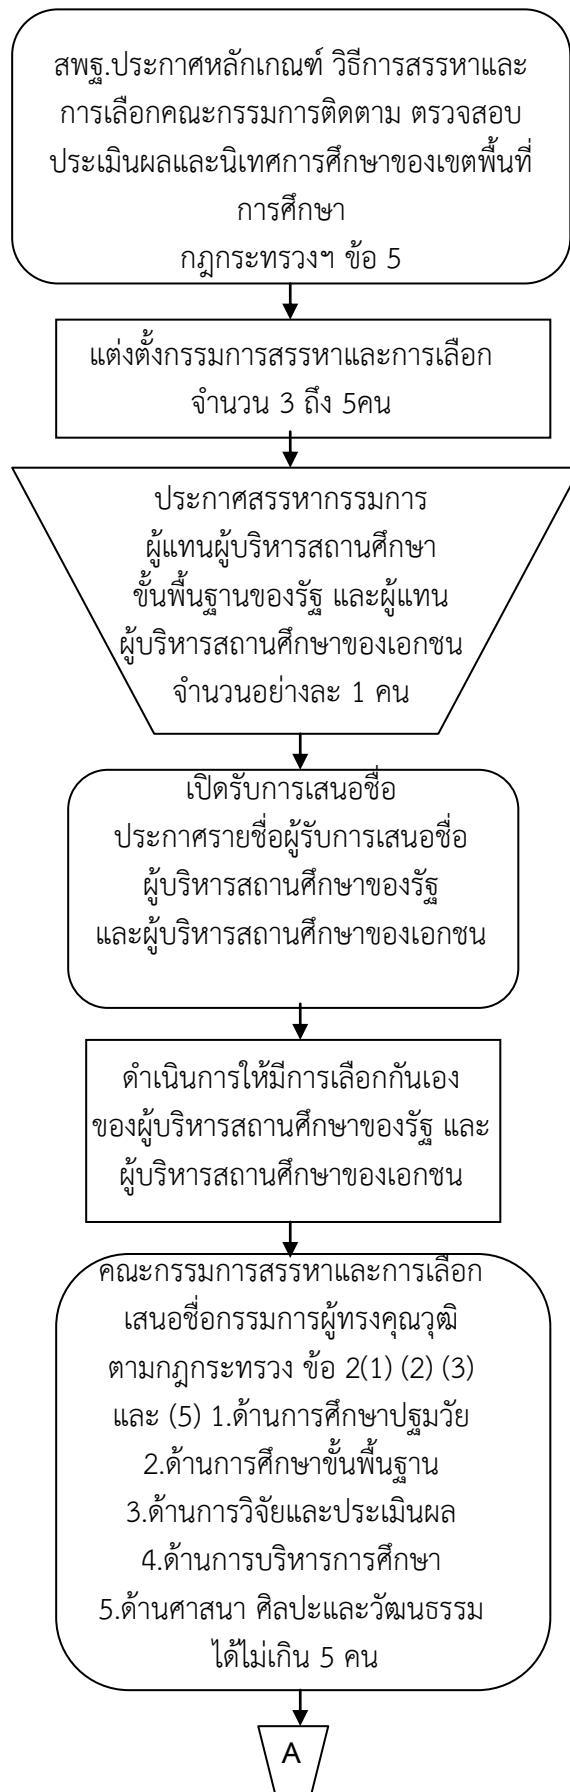 สพฐ.ประกาศหลักเกณฑ์ วิธีการสรรหาและ
การเลือกคณะกรรมการติดตาม ตรวจสอบ
ประเมินผลและนิเทศการศึกษาของเขตพื้นที่
การศึกษา
กฎกระทรวงฯ ข้อ 5
แต่งตั้งกรรมการสรรหาและการเลือก
จำนวน 3 ถึง 5คน
ประกาศสรรหากรรมการ
ผู้แทนผู้บริหารสถานศึกษา
ขั้นพื้นฐานของรัฐ และผู้แทน
ผู้บริหารสถานศึกษาของเอกชน
จำนวนอย่างละ 1 คน
เปิดรับการเสนอชื่อ
ประกาศรายชื่อผู้รับการเสนอชื่อ
ผู้บริหารสถานศึกษาของรัฐ
และผู้บริหารสถานศึกษาของเอกชน
ดำเนินการให้มีการเลือกกันเอง
ของผู้บริหารสถานศึกษาของรัฐ และ
ผู้บริหารสถานศึกษาของเอกชน
คณะกรรมการสรรหาและการเลือก
เสนอชื่อกรรมการผู้ทรงคุณวุฒิ
ตามกฎกระทรวง ข้อ 2(1) (2) (3)
และ (5) 1.ด้านการศึกษาปฐมวัย
2.ด้านการศึกษาขั้นพื้นฐาน
3.ด้านการวิจัยและประเมินผล
4.ด้านการบริหารการศึกษา
5.ด้านศาสนา ศิลปะและวัฒนธรรม
ได้ไม่เกิน 5 คน
A